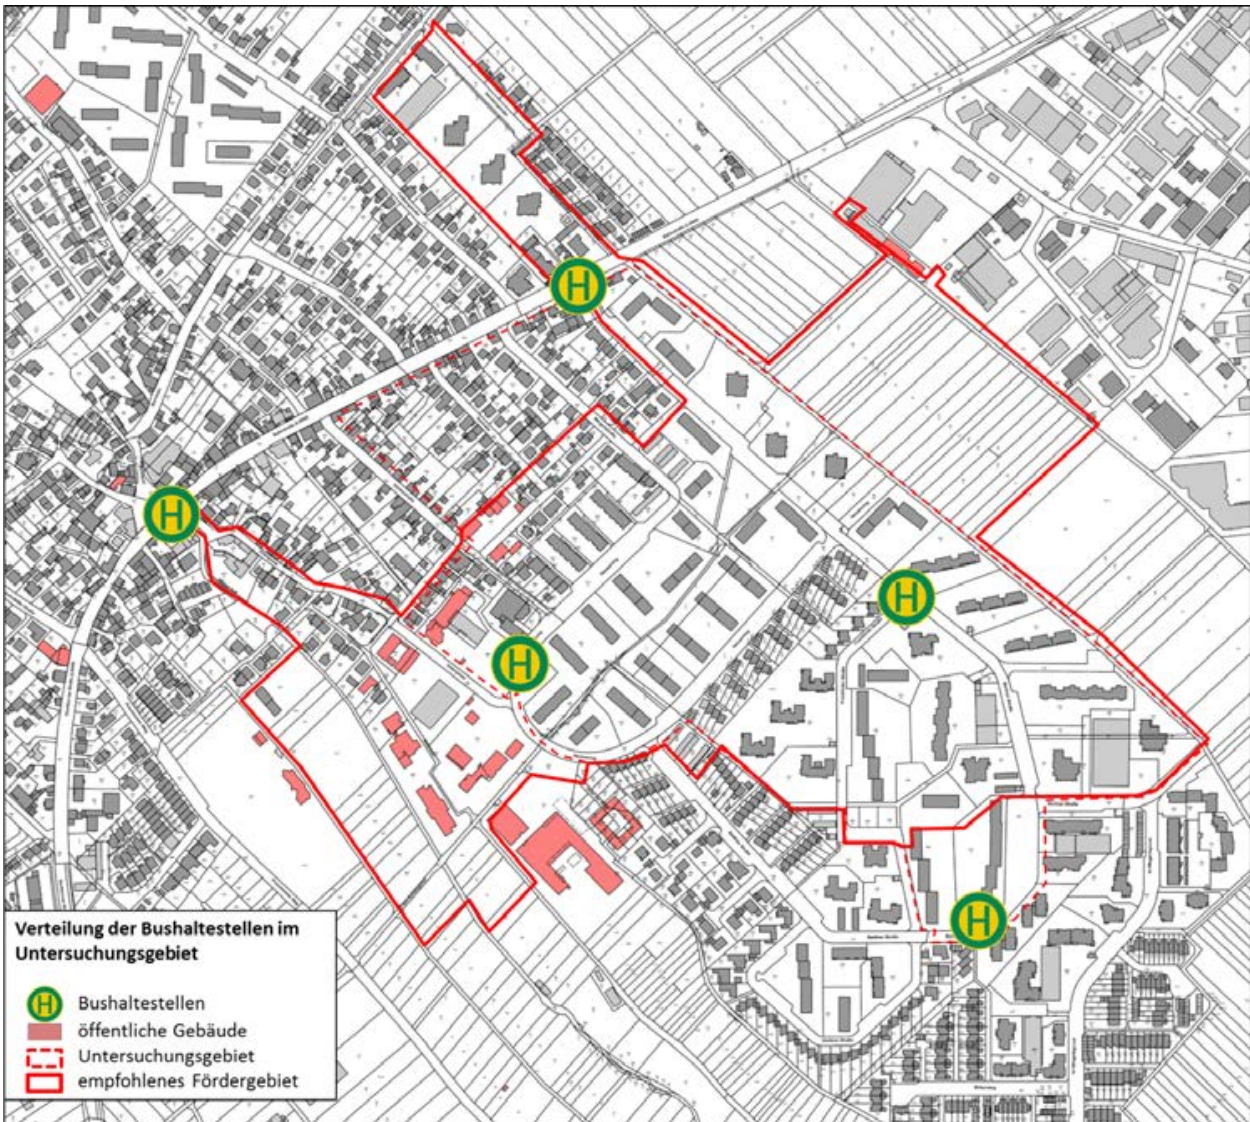 H
H
H
H
H
Verteilung der Bushaltestellen im
Untersuchungsgebiet
H Bushaltestellen
öffentliche Gebäude
Untersuchungsgebiet
empfohlenes Fördergebiet